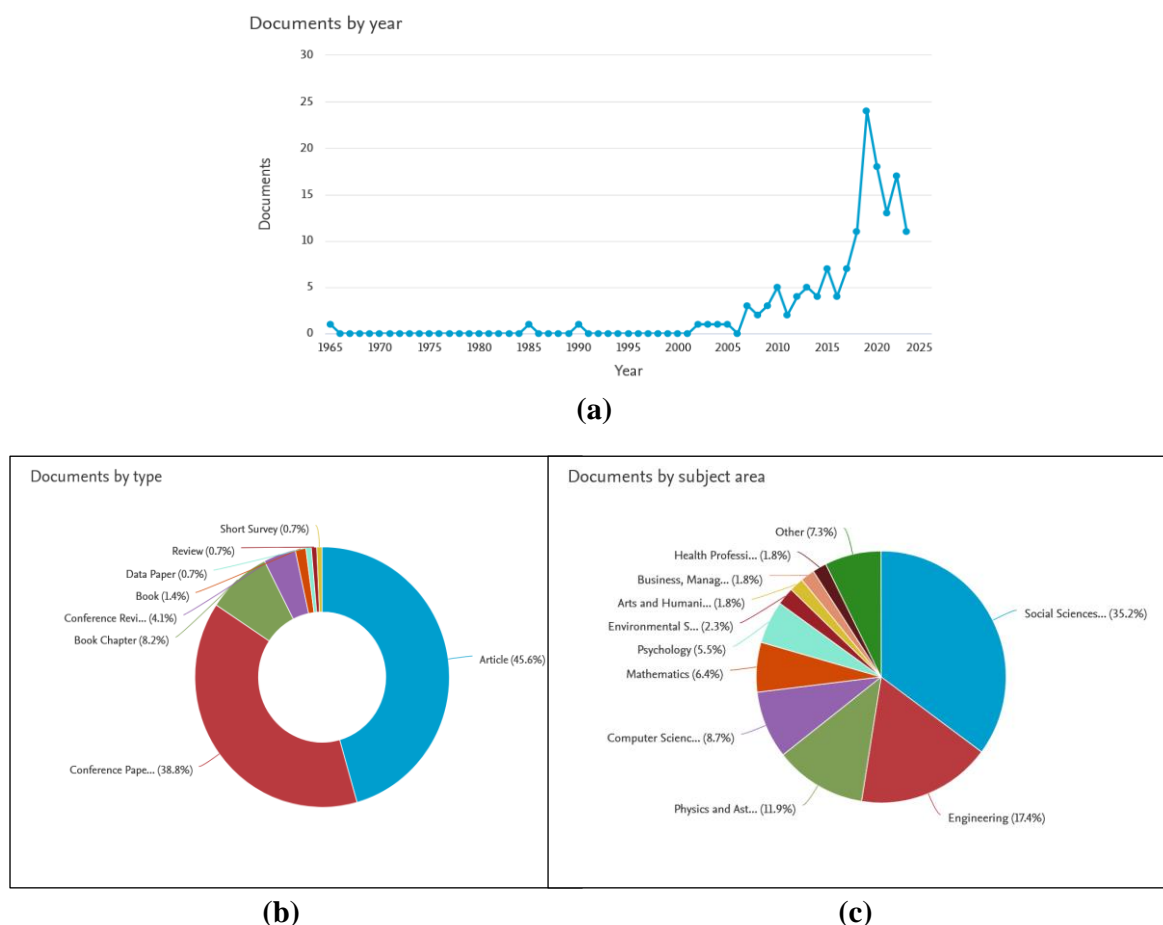 Documents by year
30
25
20
15
10
5
0
Documents
1965 1970 1975 1980 1985 1990 1995 2000 2005 2010 2015 2020 2025
Year
(a)
Documents by type
Short Survey (0.7%)
Review (0.7%)
Data Paper (0.7%)
Book (1.4%)
Conference Revi... (4.1%)
Book Chapter (8.2%)
Article (45.6%)
Conference Pape... (38.8%)
(b)
Documents by subject area
Other (7.3%)
Health Professi... (1.8%)
Business, Manag... (1.8%)
Arts and Humani... (1.8%)
Environmental S... (2.3%)
Psychology (5.5%)
Mathematics (6.4%)
Computer Scienc... (8.7%)
Physics and Ast... (11.9%)
Social Sciences... (35.2%)
Engineering (17.4%)
(c)